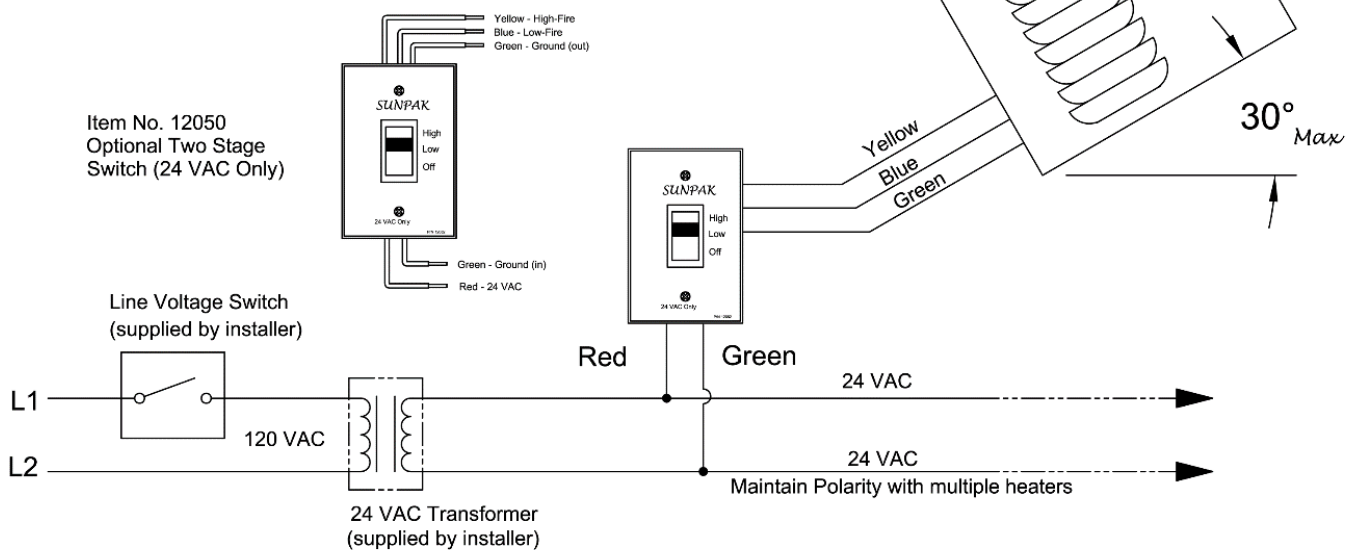 Yellow - High-Fire
Blue - Low-Fire
Green - Ground (out)
SUNPAK
High
Low
Off
24 VAC Only
Item No. 12050
Optional Two Stage
Switch (24 VAC Only)
Green - Ground (in)
Red - 24 VAC
Yellow
Blue
Green
30° Max
SUNPAK
High
Low
Off
24 VAC Only
Red
Green
Line Voltage Switch
(supplied by installer)
L1
120 VAC
L2
24 VAC
24 VAC
Maintain Polarity with multiple heaters
24 VAC Transformer
(supplied by installer)